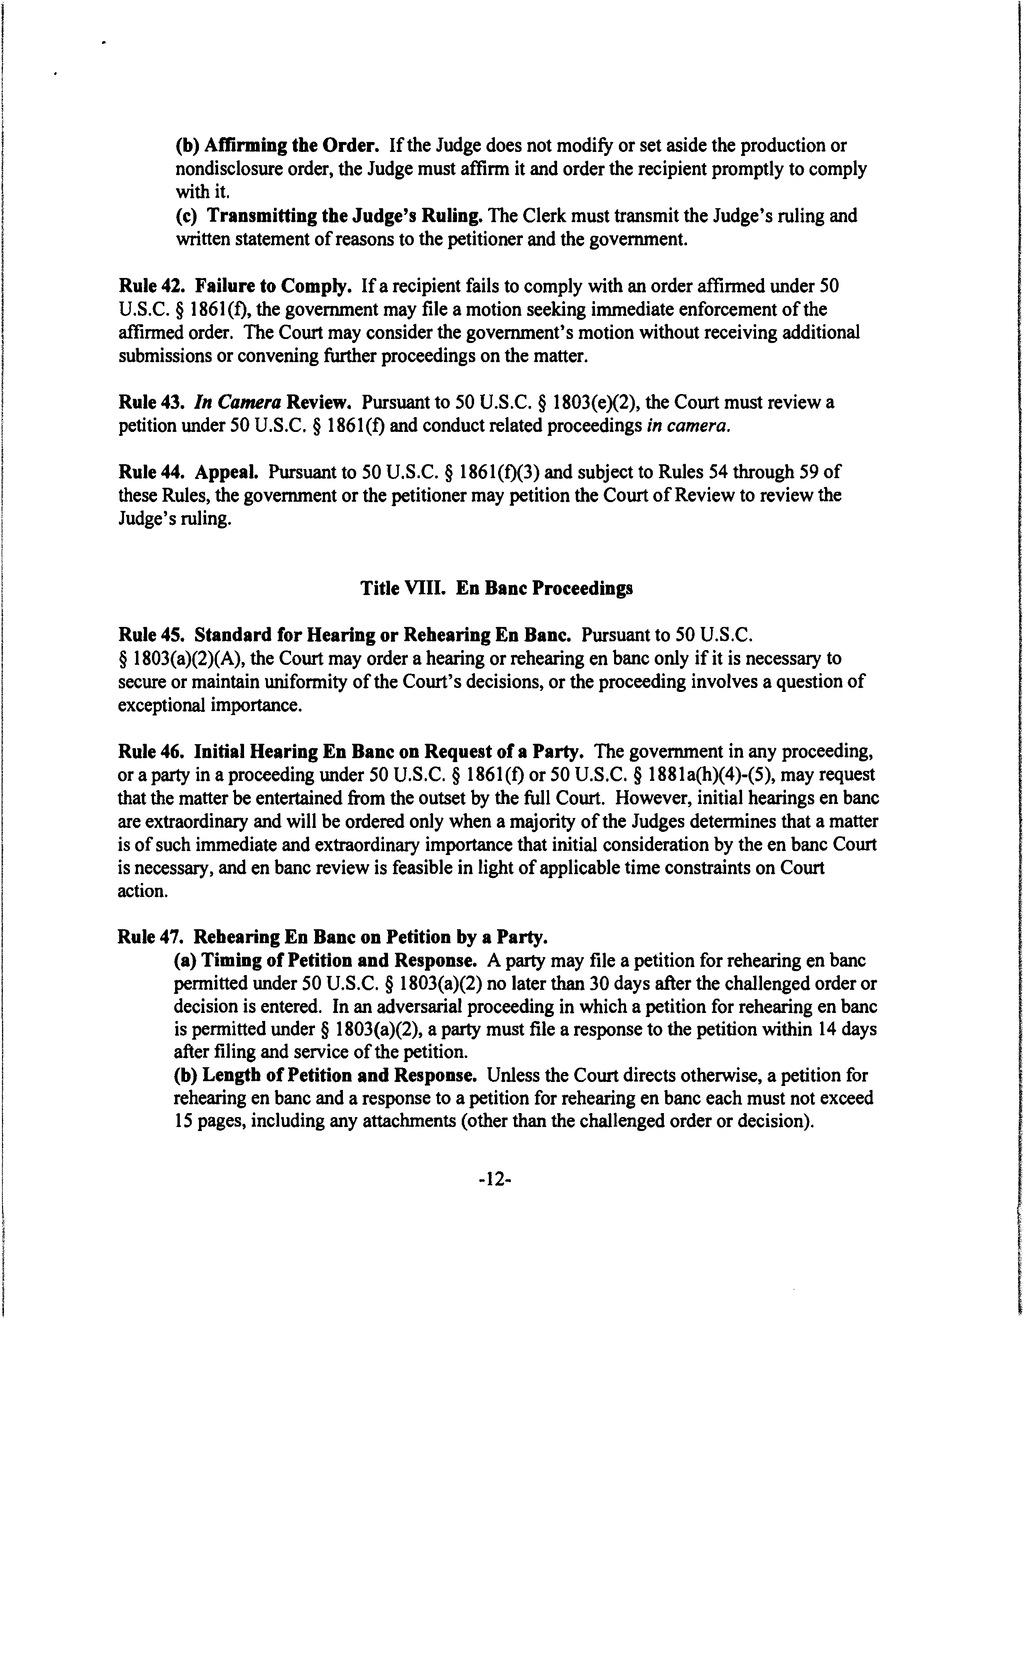 (b) Affirming the Order. If the Judge does not modify or set aside the production or
nondisclosure order, the Judge must affirm it and order the recipient promptly to comply
with it.
(c) Transmitting the Judge's Ruling. The Clerk must transmit the Judge's ruling and
written statement of reasons to the petitioner and the government.
Rule 42. Failure to Comply. If a recipient fails to comply with an order affirmed under 50
U.S.C. § 1861(f), the government may file a motion seeking immediate enforcement of the
affirmed order. The Court may consider the government's motion without receiving additional
submissions or convening further proceedings on the matter.
Rule 43. In Camera Review. Pursuant to 50 U.S.C. § 1803(e)(2), the Court must review a
petition under 50 U.S.C. § 1861(f) and conduct related proceedings in camera.
Rule 44. Appeal. Pursuant to 50 U.S.C. § 1861(f)(3) and subject to Rules 54 through 59 of
these Rules, the government or the petitioner may petition the Court of Review to review the
Judge's ruling.
Title VIII. En Banc Proceedings
Rule 45. Standard for Hearing or Rehearing En Banc. Pursuant to 50 U.S.C.
§ 1803(a)(2)(A), the Court may order a hearing or rehearing en banc only if it is necessary to
secure or maintain uniformity of the Court's decisions, or the proceeding involves a question of
exceptional importance.
Rule 46. Initial Hearing En Banc on Request of a Party. The government in any proceeding,
or a party in a proceeding under 50 U.S.C. § 1861(f) or 50 U.S.C. § 1881a(h)(4)-(5), may request
that the matter be entertained from the outset by the full Court. However, initial hearings en banc
are extraordinary and will be ordered only when a majority of the Judges determines that a matter
is of such immediate and extraordinary importance that initial consideration by the en banc Court
is necessary, and en banc review is feasible in light of applicable time constraints on Court
action.
Rule 47. Rehearing En Banc on Petition by a Party.
(a) Timing of Petition and Response. A party may file a petition for rehearing en banc
permitted under 50 U.S.C. § 1803(a)(2) no later than 30 days after the challenged order or
decision is entered. In an adversarial proceeding in which a petition for rehearing en banc
is permitted under § 1803(a)(2), a party must file a response to the petition within 14 days
after filing and service of the petition.
(b) Length of Petition and Response. Unless the Court directs otherwise, a petition for
rehearing en banc and a response to a petition for rehearing en banc each must not exceed
15 pages, including any attachments (other than the challenged order or decision).
-12-